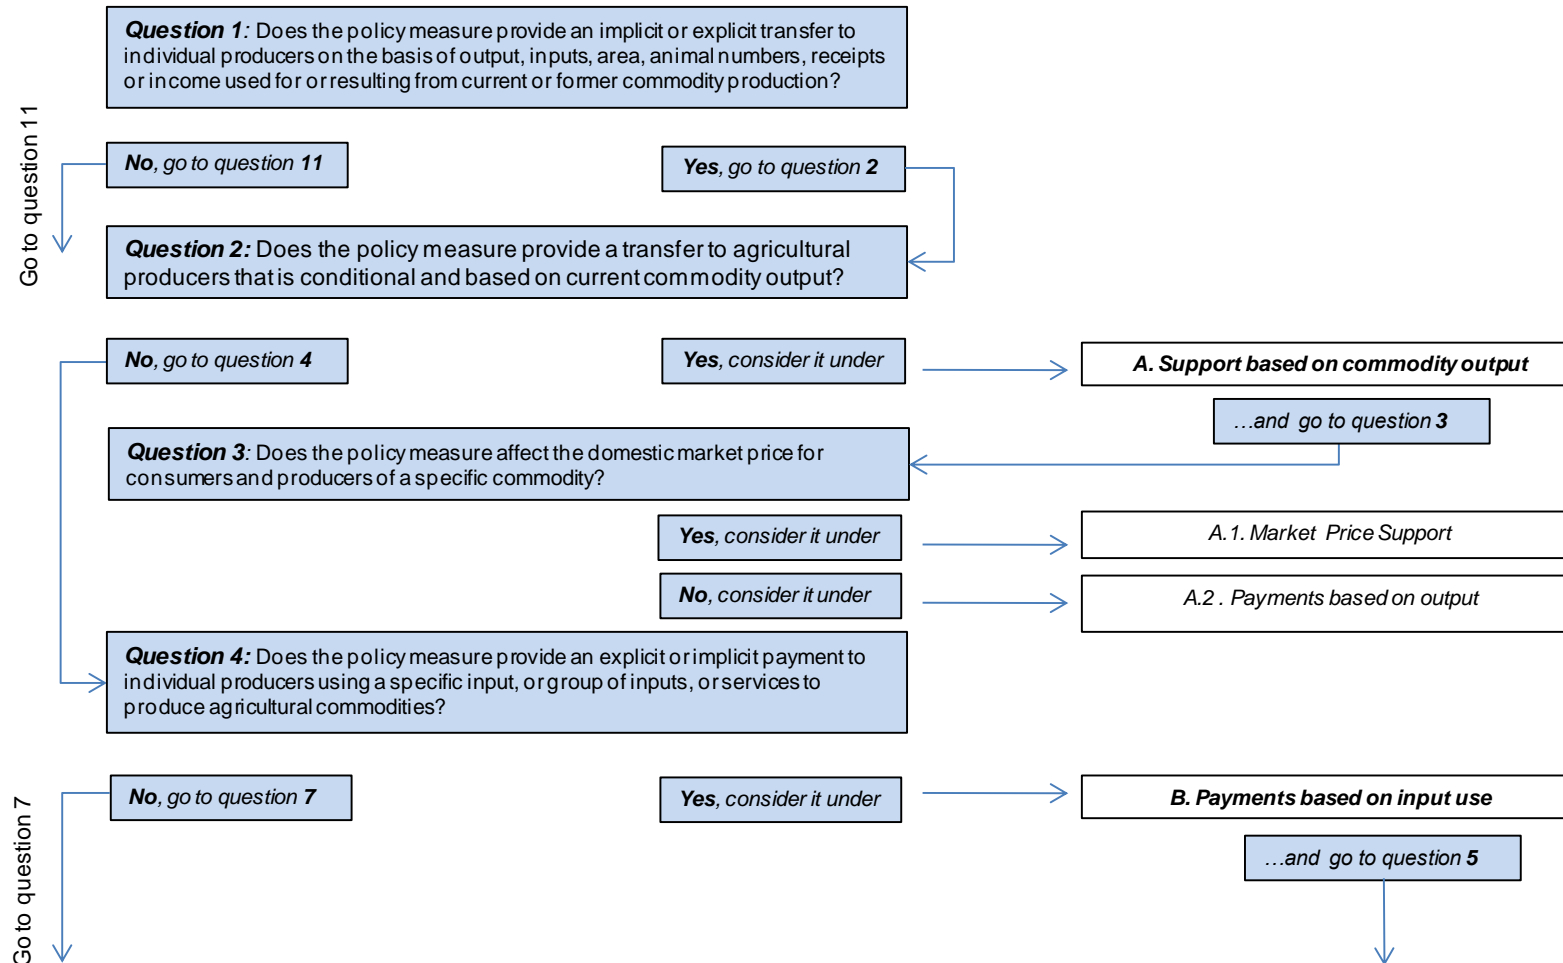 Question 1: Does the policy measure provide an implicit or explicit transfer to
individual producers on the basis of output, inputs, area, animal numbers, receipts
or income used for or resulting from current or former commodity production?
Go to question 11
No, go to question 11
Yes, go to question 2
Question 2: Does the policy measure provide a transfer to agricultural
producers that is conditional and based on current commodity output?
No, go to question 4
Yes, consider it under
A. Support based on commodity output
...and go to question 3
Question 3: Does the policy measure affect the domestic market price for
consumers and producers of a specific commodity?
Yes, consider it under
A.1. Market Price Support
No, consider it under
A.2 . Payments based on output
Question 4: Does the policy measure provide an explicit or implicit payment to
individual producers using a specific input, or group of inputs, or services to
produce agricultural commodities?
Go to question 7
No, go to question 7
Yes, consider it under
B. Payments based on input use
...and go to question 5